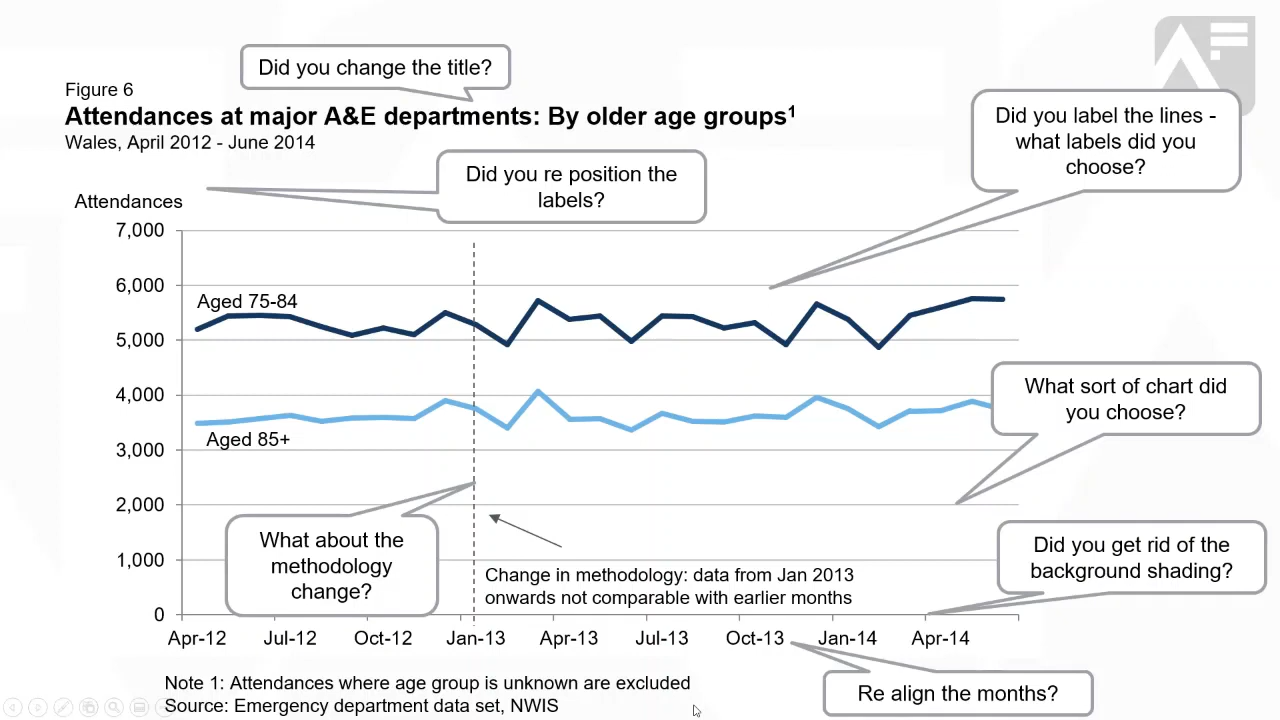 Did you change the title?
Figure 6
Attendances at major A&E departments: By older age groups¹
Wales, April 2012 - June 2014
Did you label the lines -
what labels did you
choose?
Did you re position the
labels?
Attendances
7,000
6,000
5,000
4,000
3,000
2,000
1,000
0
Aged 75-84
Aged 85+
What sort of chart did
you choose?
What about the
methodology
change?
Change in methodology: data from Jan 2013
onwards not comparable with earlier months
Did you get rid of the
background shading?
Apr-12 Jul-12 Oct-12 Jan-13 Apr-13 Jul-13 Oct-13 Jan-14 Apr-14
Re align the months?
Note 1: Attendances where age group is unknown are excluded
Source: Emergency department data set, NWIS